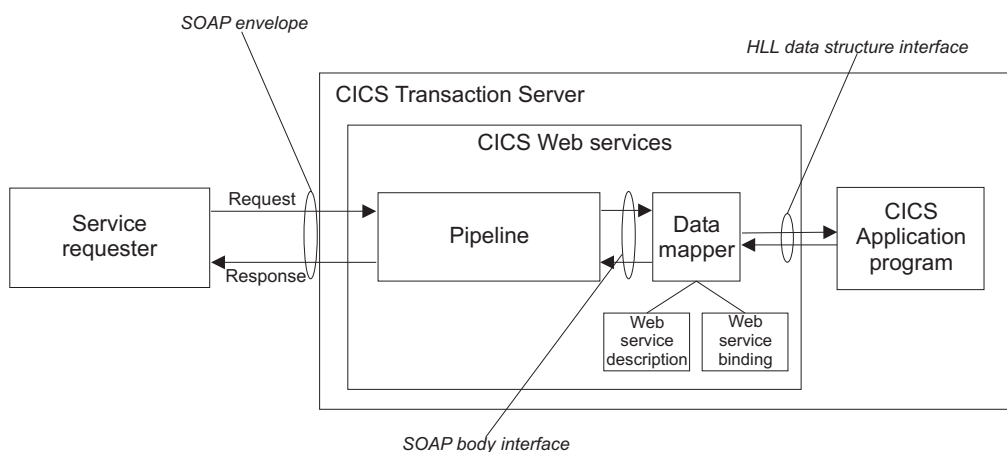 SOAP envelope
HLL data structure interface
CICS Transaction Server
CICS Web services
Request
Service
requester
Pipeline
Data
mapper
CICS
Application
program
Response
Web
service
description
Web
service
binding
SOAP body interface